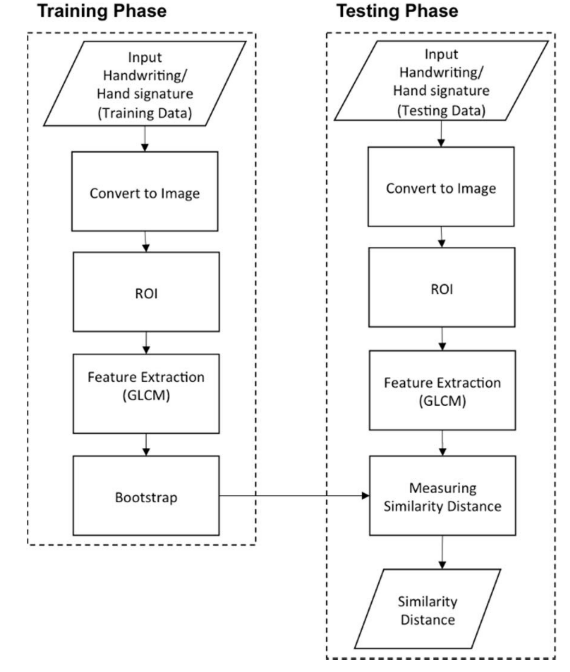 Training Phase
Input
Handwriting/
Hand signature
(Training Data)
Convert to Image
ROI
Feature Extraction
(GLCM)
Bootstrap
Testing Phase
Input
Handwriting/
Hand signature
(Testing Data)
Convert to Image
ROI
Feature Extraction
(GLCM)
Measuring
Similarity Distance
Similarity
Distance